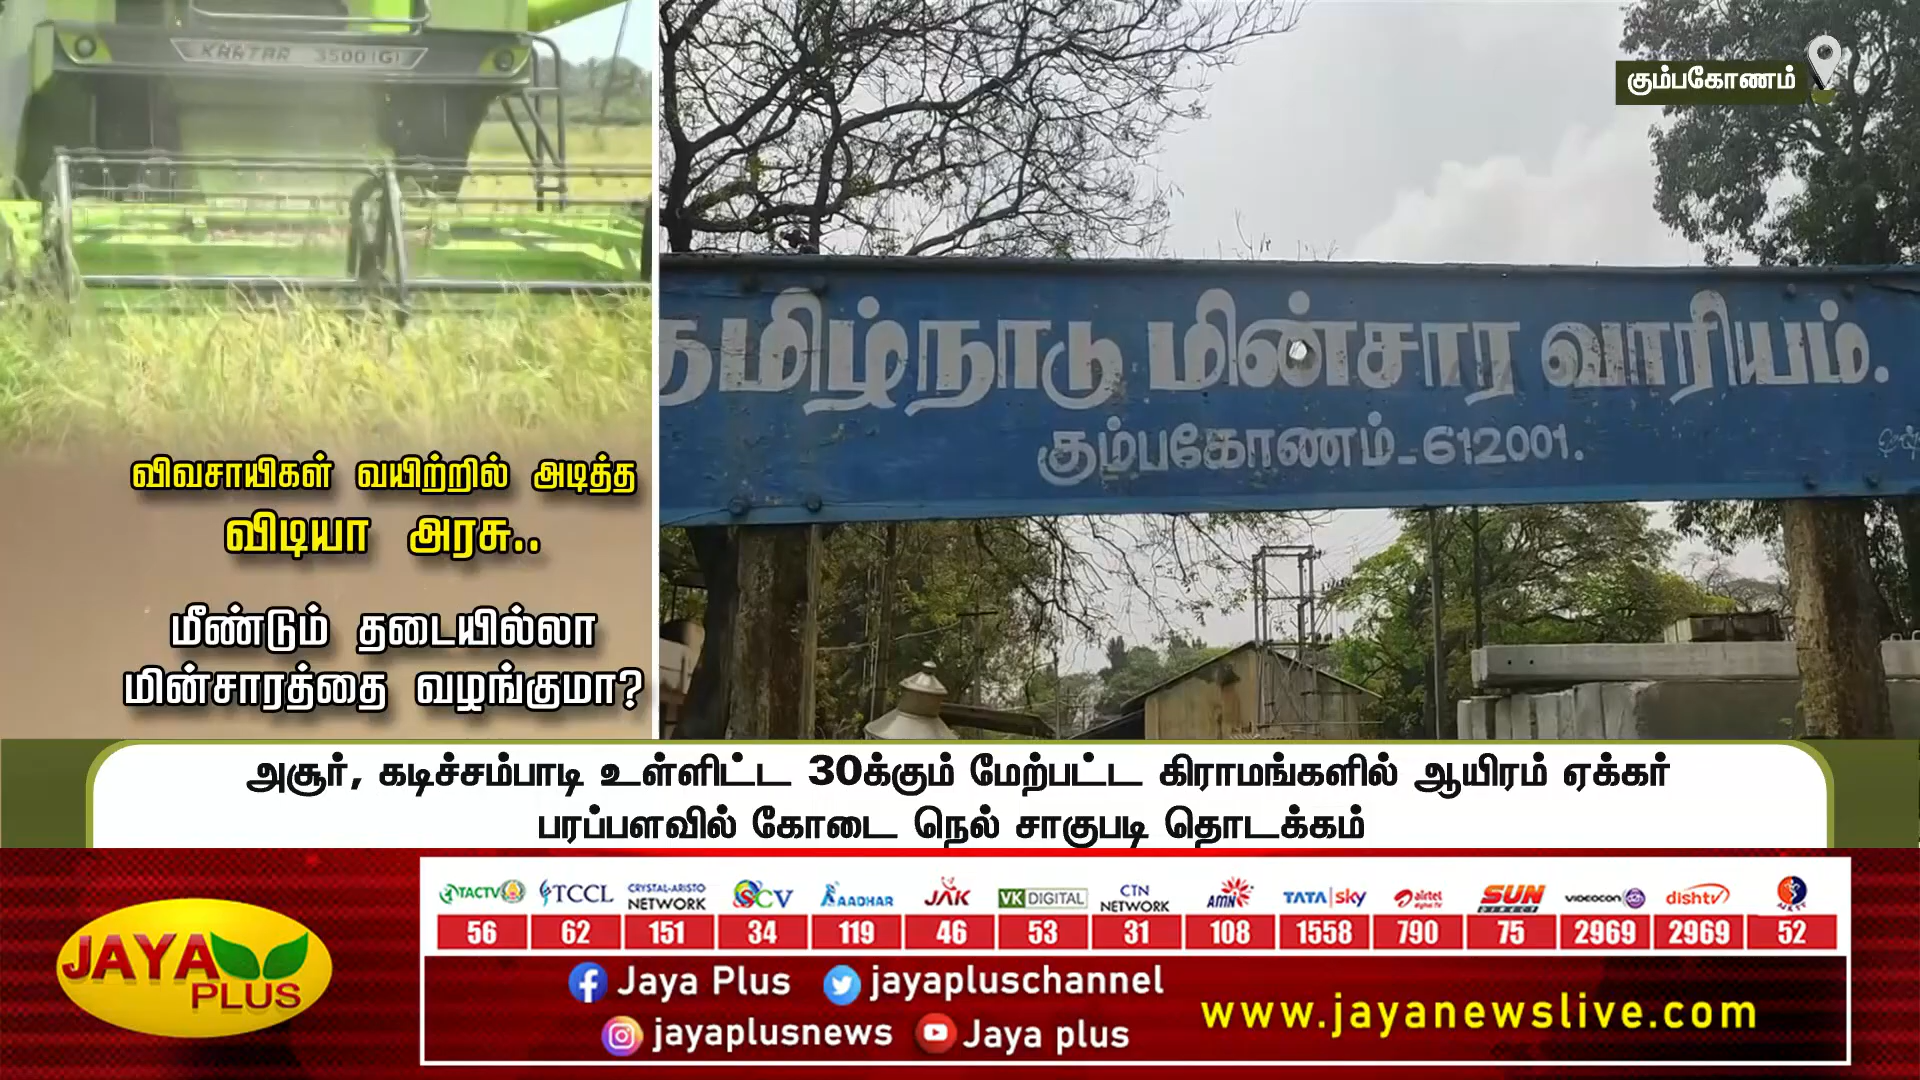 KARTAR 3500(G)
கும்பகோணம்
தமிழ்நாடு மின்சார வாரியம்.
கும்பகோணம்-612001.
விவசாயிகள் வயிற்றில் அடித்த
விடியா அரசு..
மீண்டும் தடையில்லா
மின்சாரத்தை வழங்குமா?
அசூர், கடிச்சம்பாடி உள்ளிட்ட 30க்கும் மேற்பட்ட கிராமங்களில் ஆயிரம் ஏக்கர்
பரப்பளவில் கோடை நெல் சாகுபடி தொடக்கம்
JAYA
PLUS
TACTV TCCL CRYSTAL-ARISTO NETWORK SCV AADHAR JAK VK DIGITAL CTN NETWORK AMN TATA sky airtel digital TV SUN DIRECT VIDEOCON d2h dishtv
56 62 151 34 119 46 53 31 108 1558 790 75 2969 2969 52
Jaya Plus jayapluschannel
jayaplusnews Jaya plus
www.jayanewslive.com